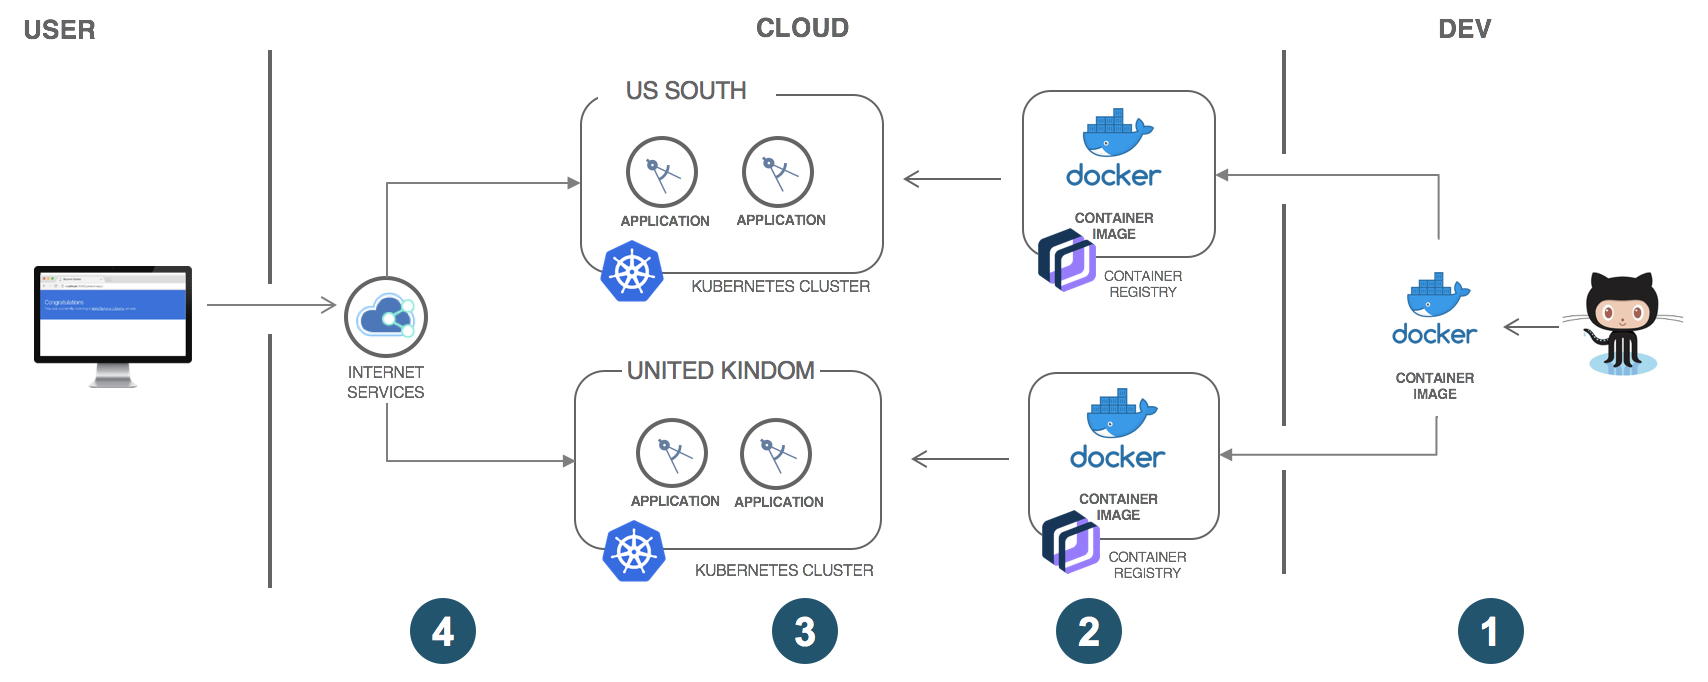 USER
CLOUD
DEV
US SOUTH
APPLICATION
APPLICATION
KUBERNETES CLUSTER
docker
CONTAINER
IMAGE
CONTAINER
REGISTRY
Congratulations
INTERNET
SERVICES
docker
CONTAINER
IMAGE
UNITED KINDOM
APPLICATION
APPLICATION
KUBERNETES CLUSTER
docker
CONTAINER
IMAGE
CONTAINER
REGISTRY
4
3
2
1